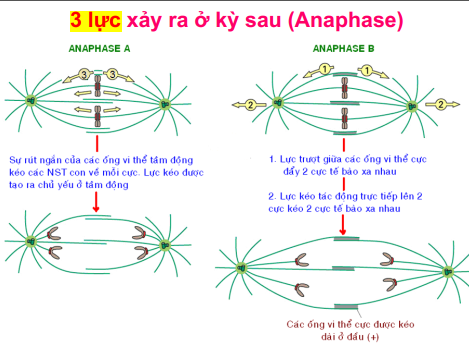 3 lực xảy ra ở kỳ sau (Anaphase)
ANAPHASE A
3
3
Sự rút ngắn của các ống vi thể tâm động
kéo các NST con về mỗi cực. Lực kéo được
tạo ra chủ yếu ở tâm động
ANAPHASE B
1
1
2
2
1. Lực trượt giữa các ống vi thể cực
đẩy 2 cực tế bào xa nhau
2. Lực kéo tác động trực tiếp lên 2
cực kéo 2 cực tế bào xa nhau
Các ống vi thể cực được kéo
dài ở đầu (+)